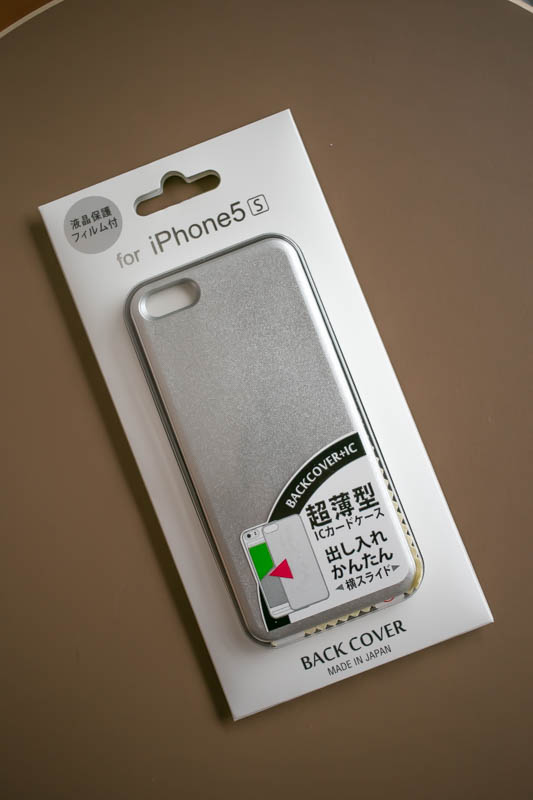 液晶保護
フィルム付
for iPhone5 S
BACKCOVER+IC
超薄型
ICカードケース
出し入れ
かんたん
◀横スライド▶
BACK COVER
MADE IN JAPAN